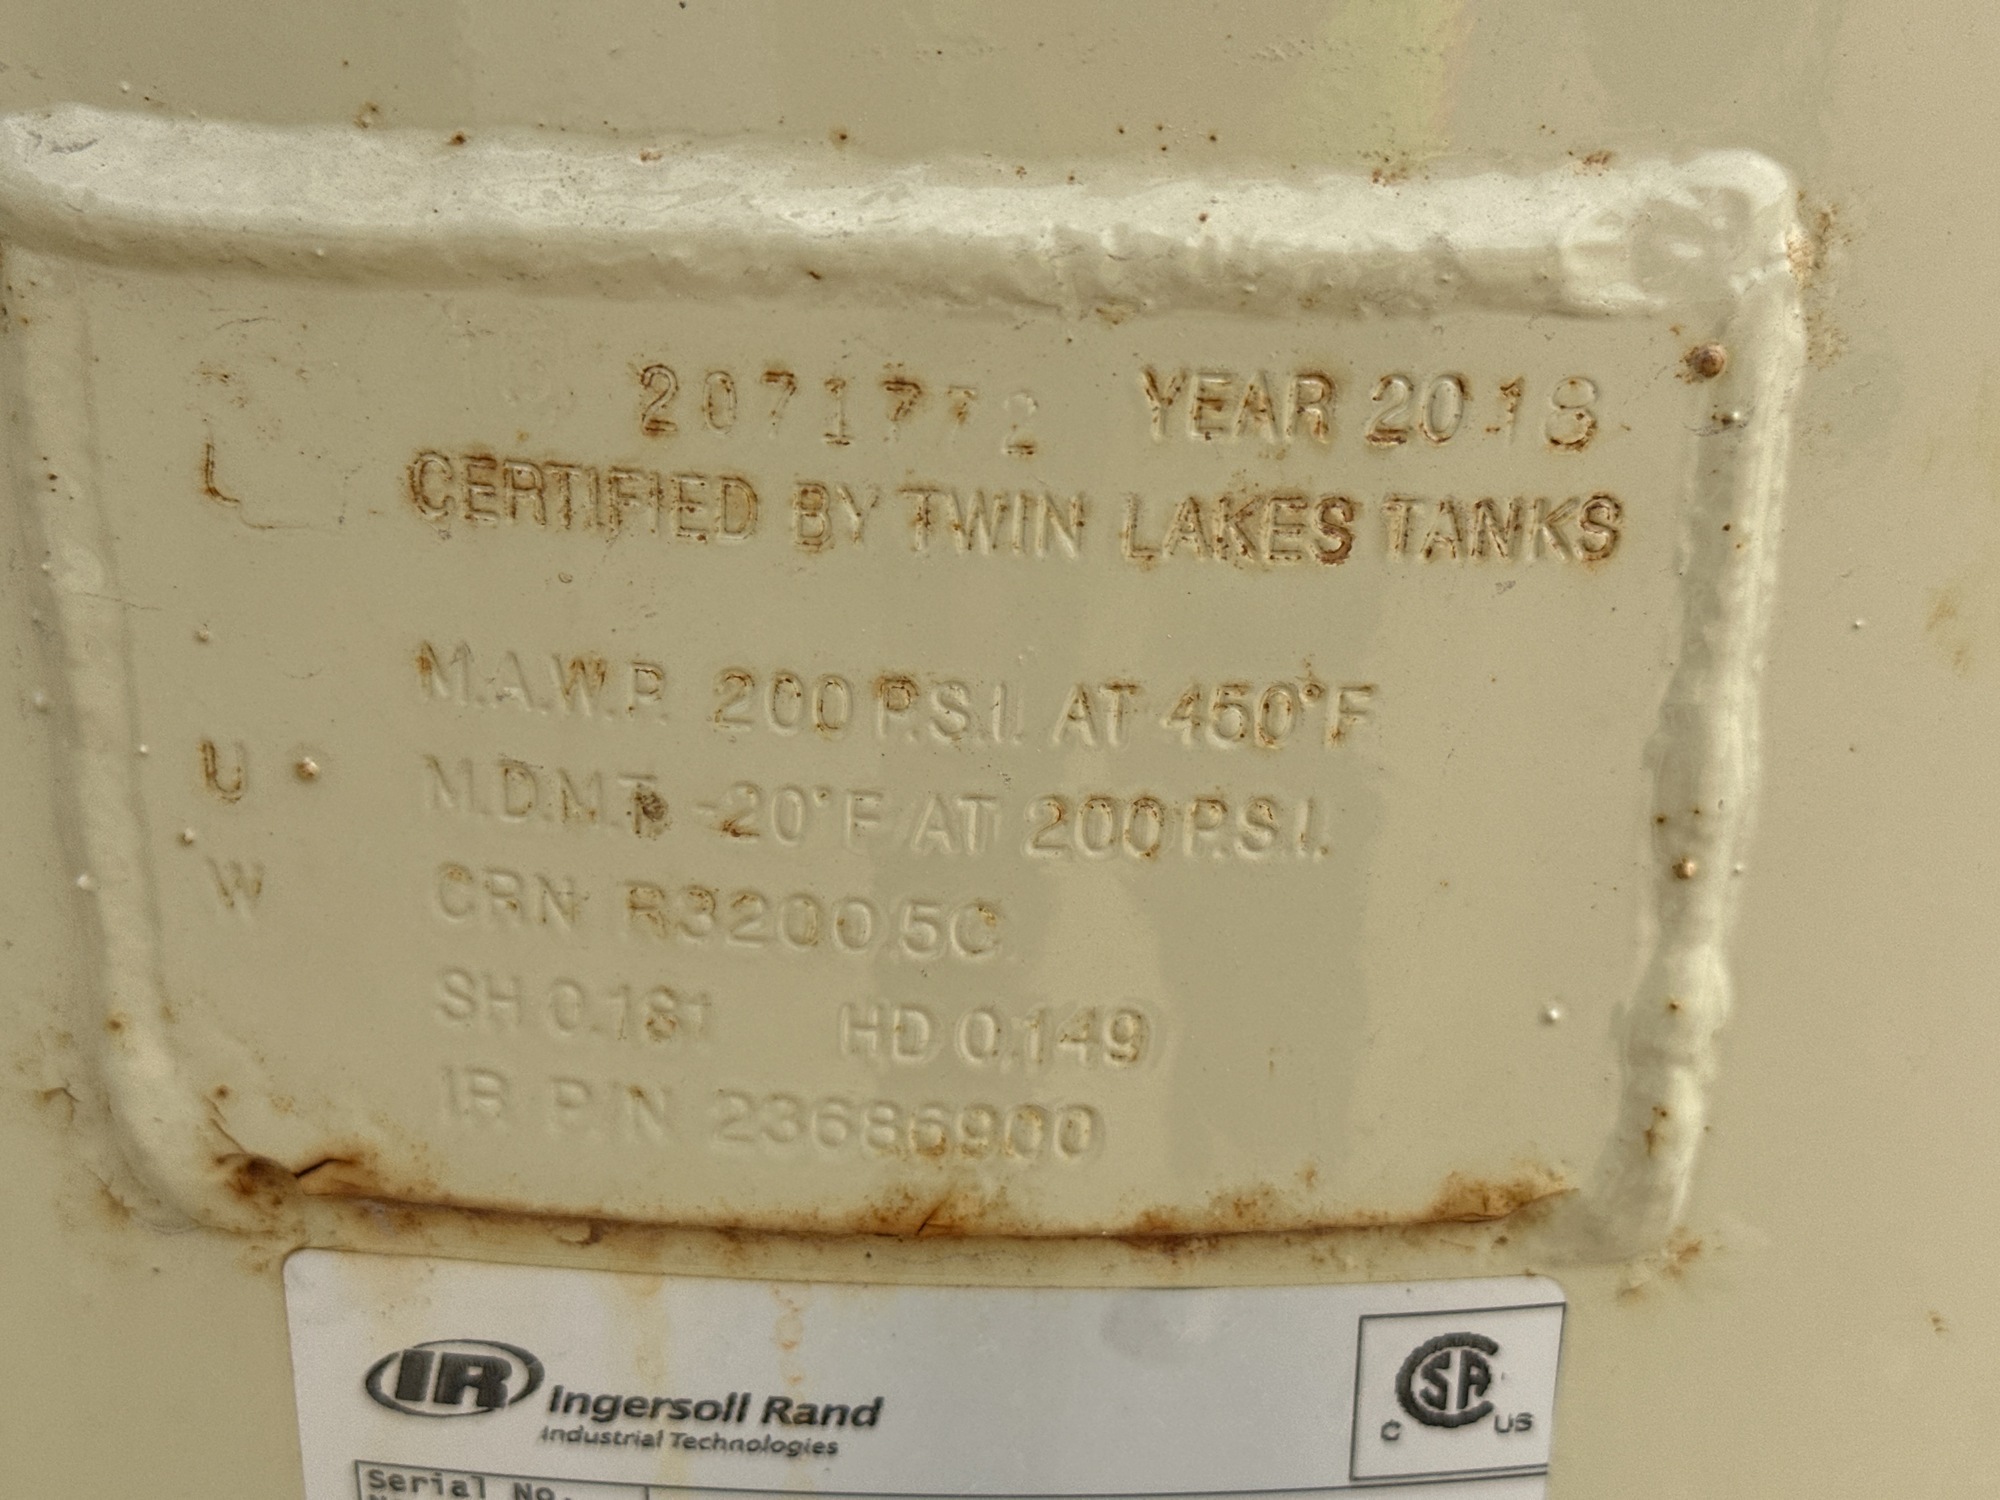 2071772 YEAR 2018
L CERTIFIED BY TWIN LAKES TANKS
M.A.W.P. 200 P.S.I. AT 450°F
U M.D.M.T. -20°F AT 200 P.S.I.
W CRN R3200.5C
SH 0.181 HD 0.149
IR P/N 23686900
IR Ingersoll Rand
Industrial Technologies
C SA US
Serial No.